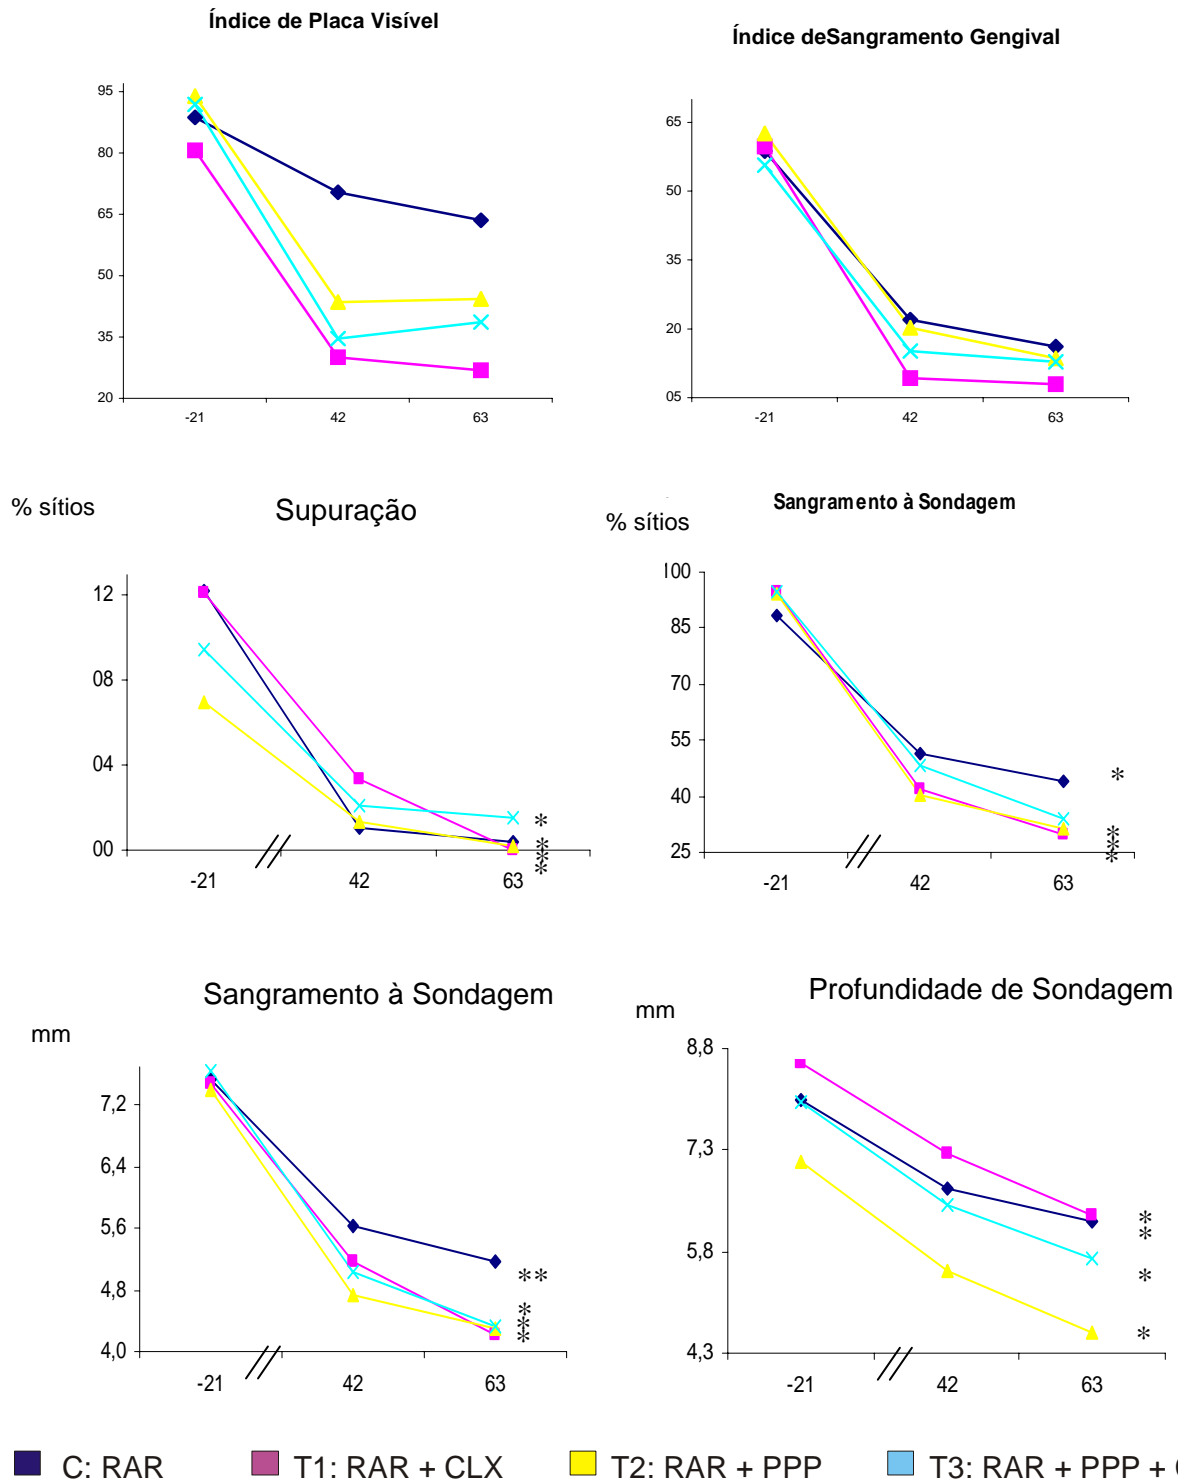 Índice de Placa Visível
Índice deSangramento Gengival
95
80
65
50
35
20
-21 42 63
65
50
35
20
05
-21 42 63
% sítios
Supuração
12
08
04
00
-21 42 63
*
*
*
*
% sítios
Sangramento à Sondagem
100
85
70
55
40
25
-21 42 63
*
*
*
*
Sangramento à Sondagem
mm
7,2
6,4
5,6
4,8
4,0
-21 42 63
**
*
*
*
Profundidade de Sondagem
mm
8,8
7,3
5,8
4,3
-21 42 63
*
*
*
*
C: RAR T1: RAR + CLX T2: RAR + PPP T3: RAR + PPP +